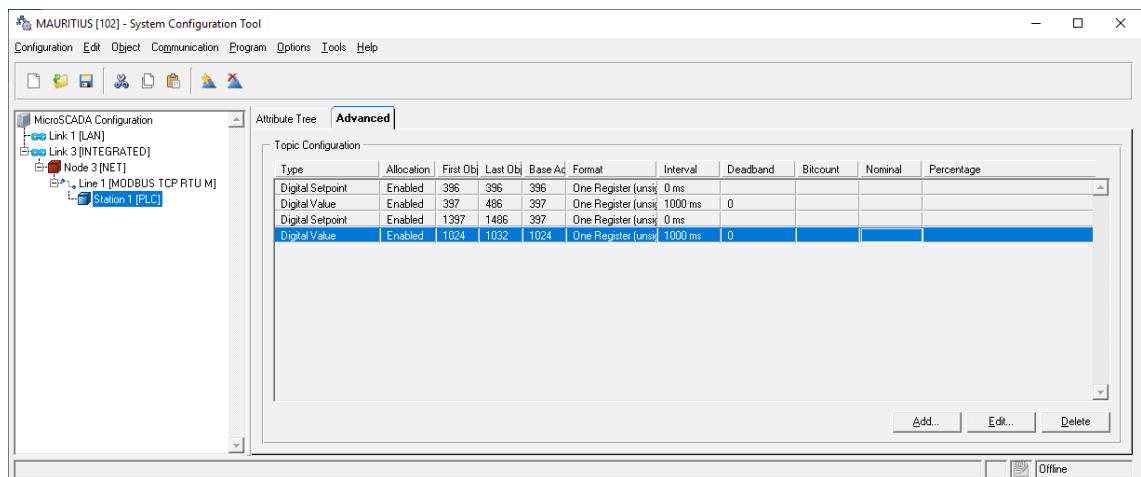 MAURITIUS [102] - System Configuration Tool
Configuration Edit Object Communication Program Options Tools Help
MicroSCADA Configuration
Link 1 [LAN]
Link 3 [INTEGRATED]
Node 3 [NET]
Line 1 [MODBUS TCP RTU M]
Station 1 [PLC]
Attribute Tree Advanced
Topic Configuration
Type Allocation First Obj Last Obj Base Ad Format Interval Deadband Bitcount Nominal Percentage
Digital Setpoint Enabled 396 396 396 One Register (unsig 0 ms
Digital Value Enabled 397 486 397 One Register (unsig 1000 ms 0
Digital Setpoint Enabled 1397 1486 397 One Register (unsig 0 ms
Digital Value Enabled 1024 1032 1024 One Register (unsig 1000 ms 0
Add... Edit... Delete
Offline